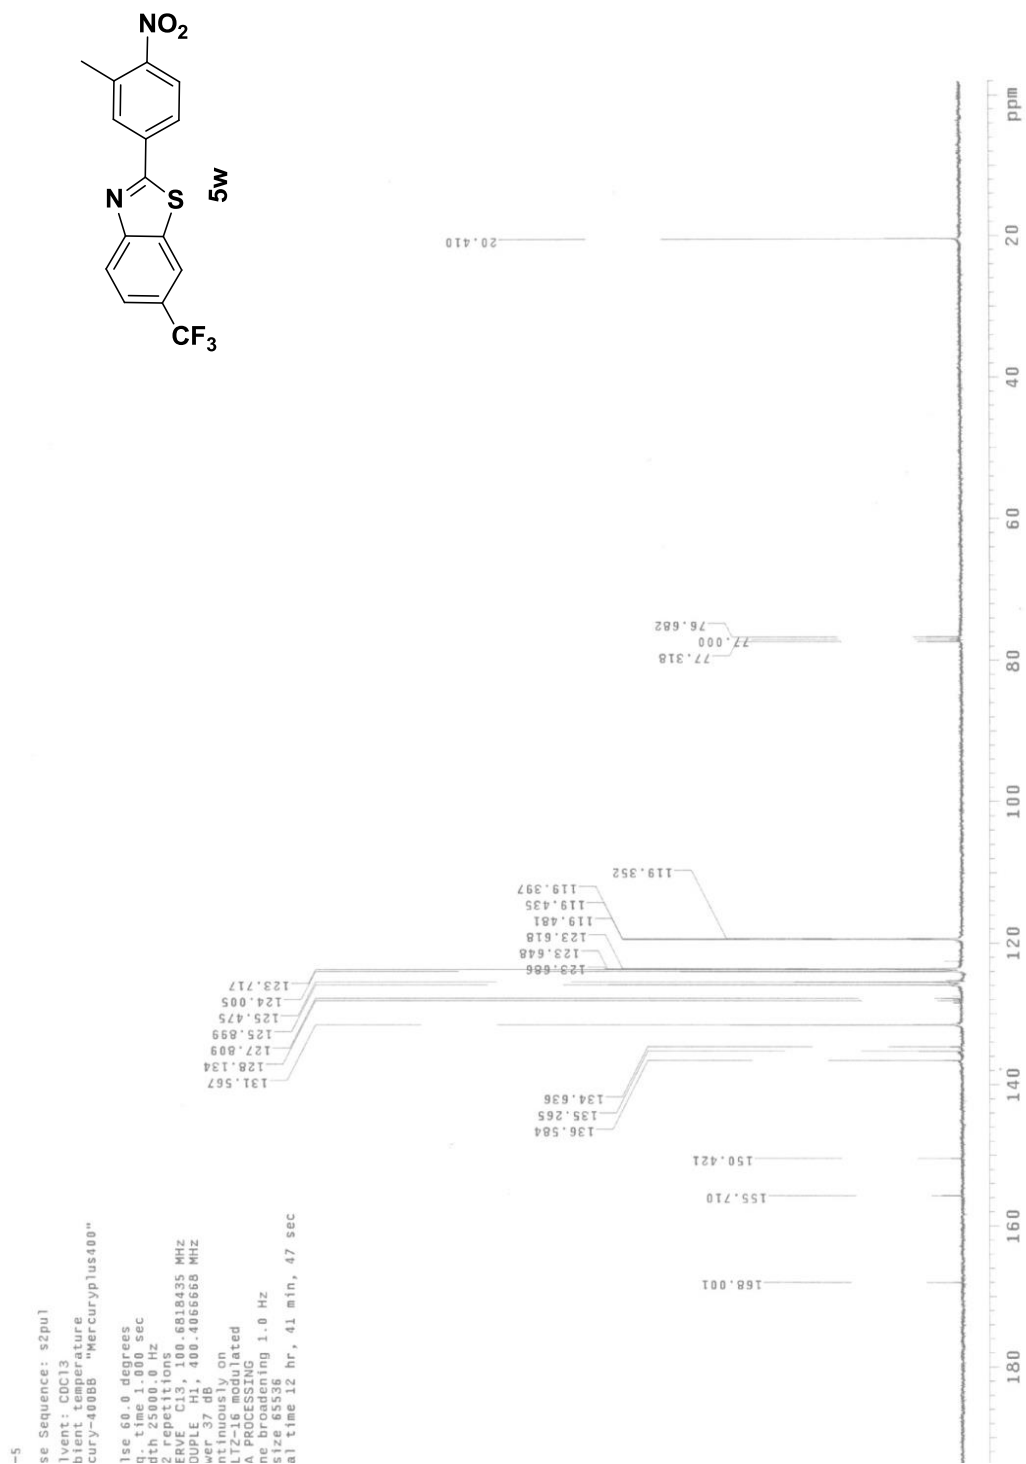 NO2
N
S
5w
CF3
-5
se Sequence: s2pul
lvent: CDCl3
bient temperature
cury-400BB "Mercuryplus400"
lse 60.0 degrees
q. time 1.000 sec
dth 25000.0 Hz
2 repetitions
ERVE C13, 100.6818435 MHz
OUPLE H1, 400.4066668 MHz
wer 37 dB
ntinuously on
LTZ-16 modulated
A PROCESSING
ne broadening 1.0 Hz
size 65536
al time 12 hr, 41 min, 47 sec
168.001
155.710
150.421
136.584
135.265
134.636
131.567
128.134
127.809
125.899
125.475
124.005
123.717
123.686
123.648
123.618
119.481
119.435
119.397
119.352
77.318
77.000
76.682
20.410
180
160
140
120
100
80
60
40
20
ppm